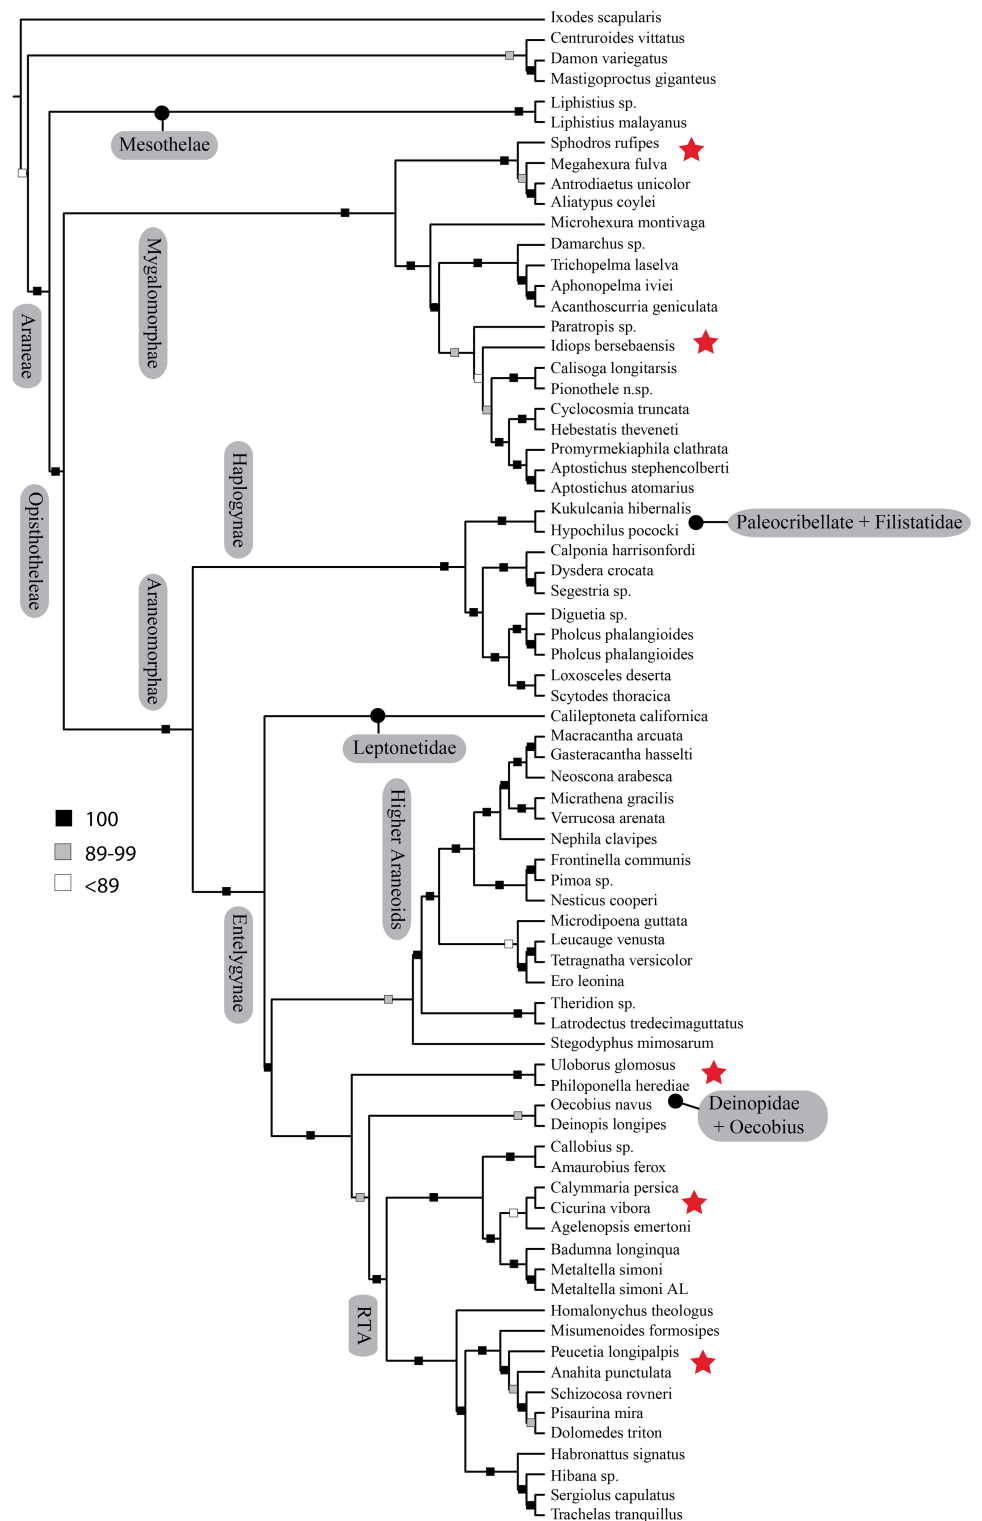 Ixodes scapularis
Centruroides vittatus
Damon variegatus
Mastigoproctus giganteus
Liphistius sp.
Liphistius malayanus
Mesothelae
Sphodros rufipes
Megahexura fulva
Antrodiaetus unicolor
Aliatypus coylei
Microhexura montivaga
Mygalomorphae
Damarchus sp.
Trichopelma laselva
Aphonopelma iviei
Acanthoscurria geniculata
Araneae
Paratropis sp.
Idiops bersebaensis
Calisoga longitarsis
Pionothele n.sp.
Cyclocosmia truncata
Hebestatis theveneti
Promyrmekiaphila clathrata
Aptostichus stephencolberti
Aptostichus atomarius
Haplogynae
Opisthotheleae
Kukulcania hibernalis
Hypochilus pococki
Paleocribellate + Filistatidae
Calponia harrisonfordi
Dysdera crocata
Segestria sp.
Araneomorphae
Diguetia sp.
Pholcus phalangioides
Pholcus phalangioides
Loxosceles deserta
Scytodes thoracica
Calileptoneta californica
Leptonetidae
Macracantha arcuata
Gasteracantha hasselti
Neoscona arabesca
Micrathena gracilis
Verrucosa arenata
Nephila clavipes
100
89-99
<89
Higher Araneoids
Frontinella communis
Pimoa sp.
Nesticus cooperi
Microdipoena guttata
Leucauge venusta
Tetragnatha versicolor
Ero leonina
Entelygynae
Theridion sp.
Latrodectus tredecimaguttatus
Stegodyphus mimosarum
Uloborus glomosus
Philoponella herediae
Oecobius navus
Deinopis longipes
Deinopidae
+ Oecobius
Callobius sp.
Amaurobius ferox
Calymmaria persica
Cicurina vibora
Agelenopsis emertoni
Badumna longinqua
Metaltella simoni
Metaltella simoni AL
RTA
Homalonychus theologus
Misumenoides formosipes
Peucetia longipalpis
Anahita punctulata
Schizocosa rovneri
Pisaurina mira
Dolomedes triton
Habronattus signatus
Hibana sp.
Sergiolus capulatus
Trachelas tranquillus